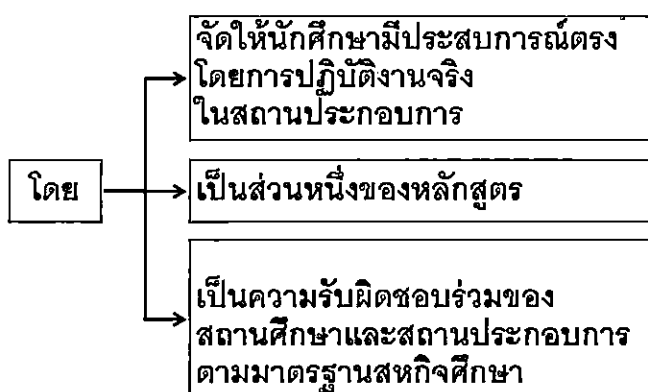 จัดให้นักศึกษามีประสบการณ์ตรง
โดยการปฏิบัติงานจริง
ในสถานประกอบการ
โดย
เป็นส่วนหนึ่งของหลักสูตร
เป็นความรับผิดชอบร่วมของ
สถานศึกษาและสถานประกอบการ
ตามมาตรฐานสหกิจศึกษา